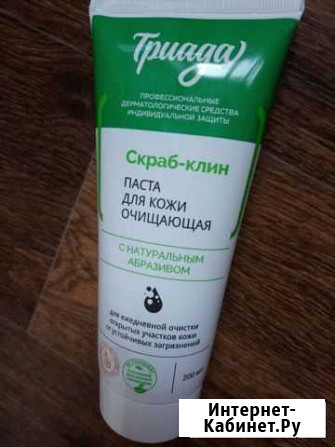 Триада
ПРОФЕССИОНАЛЬНЫЕ
ДЕРМАТОЛОГИЧЕСКИЕ СРЕДСТВА
ИНДИВИДУАЛЬНОЙ ЗАЩИТЫ
Скраб-клин
ПАСТА
ДЛЯ КОЖИ
ОЧИЩАЮЩАЯ
С НАТУРАЛЬНЫМ
АБРАЗИВОМ
для ежедневной очистки
открытых участков кожи
от устойчивых загрязнений
200 мл
Интернет-
Кабинет.Ру